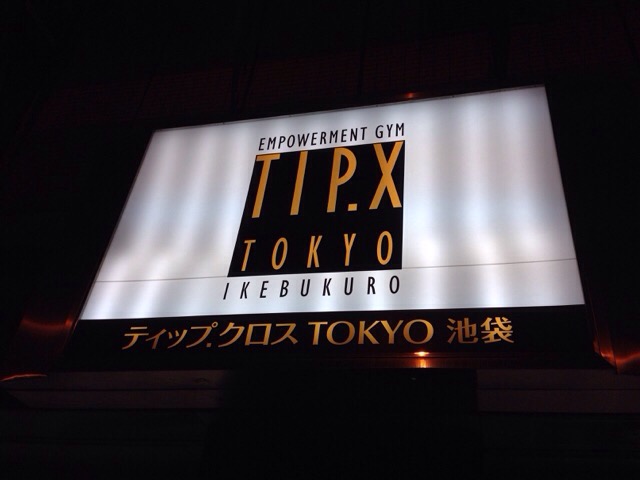 EMPOWERMENT GYM
TIP.X
TOKYO
IKEBUKURO
ティップ.クロス TOKYO 池袋